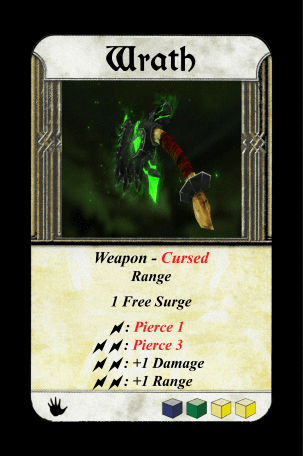 Wrath
Weapon - Cursed
Range
1 Free Surge
: Pierce 1
: Pierce 3
: +1 Damage
: +1 Range